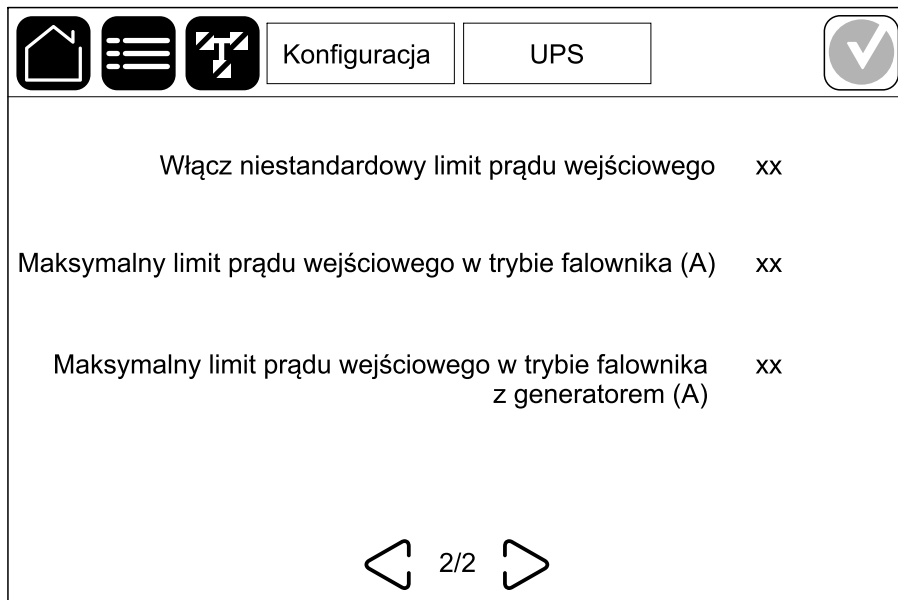 Konfiguracja
UPS
Włącz niestandardowy limit prądu wejściowego xx
Maksymalny limit prądu wejściowego w trybie falownika (A) xx
Maksymalny limit prądu wejściowego w trybie falownika xx
z generatorem (A)
2/2